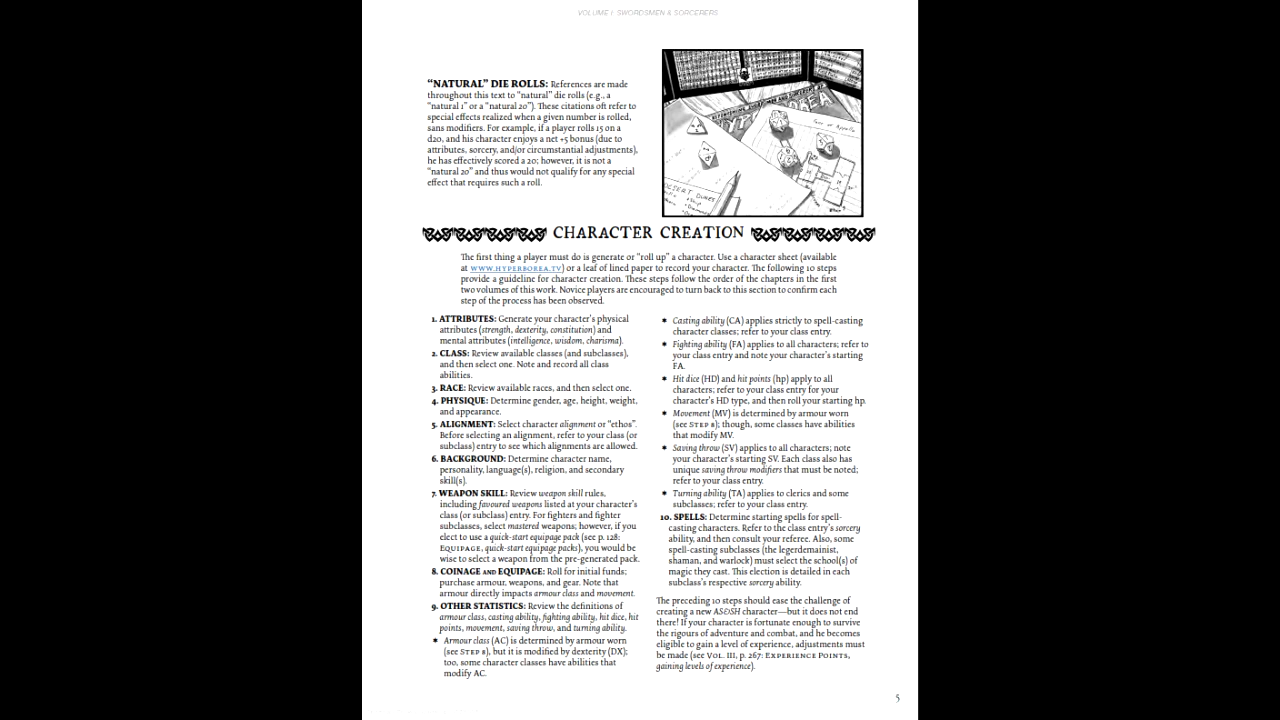 VOLUME I: SWORDSMEN & SORCERERS
“NATURAL” DIE ROLLS: References are made
throughout this text to “natural” die rolls (e.g., a
“natural 1” or a “natural 20”). These citations oft refer to
special effects realized when a given number is rolled,
sans modifiers. For example, if a player rolls 15 on a
d20, and his character enjoys a net +5 bonus (due to
attributes, sorcery, and/or circumstantial adjustments),
he has effectively scored a 20; however, it is not a
“natural 20” and thus would not qualify for any special
effect that requires such a roll.
HYPERBOREA
DESERT DUNES
CHARACTER CREATION
The first thing a player must do is generate or “roll up” a character. Use a character sheet (available
at WWW.HYPERBOREA.TV) or a leaf of lined paper to record your character. The following 10 steps
provide a guideline for character creation. These steps follow the order of the chapters in the first
two volumes of this work. Novice players are encouraged to turn back to this section to confirm each
step of the process has been observed.
1. ATTRIBUTES: Generate your character’s physical
attributes (strength, dexterity, constitution) and
mental attributes (intelligence, wisdom, charisma).
2. CLASS: Review available classes (and subclasses),
and then select one. Note and record all class
abilities.
3. RACE: Review available races, and then select one.
4. PHYSIQUE: Determine gender, age, height, weight,
and appearance.
5. ALIGNMENT: Select character alignment or “ethos”.
Before selecting an alignment, refer to your class (or
subclass) entry to see which alignments are allowed.
6. BACKGROUND: Determine character name,
personality, language(s), religion, and secondary
skill(s).
7. WEAPON SKILL: Review weapon skill rules,
including favoured weapons listed at your character’s
class (or subclass) entry. For fighters and fighter
subclasses, select mastered weapons; however, if you
elect to use a quick-start equipage pack (see p. 128:
EQUIPAGE, quick-start equipage packs), you would be
wise to select a weapon from the pre-generated pack.
8. COINAGE AND EQUIPAGE: Roll for initial funds;
purchase armour, weapons, and gear. Note that
armour directly impacts armour class and movement.
9. OTHER STATISTICS: Review the definitions of
armour class, casting ability, fighting ability, hit dice, hit
points, movement, saving throw, and turning ability.
✷ Armour class (AC) is determined by armour worn
(see STEP 8), but it is modified by dexterity (DX);
too, some character classes have abilities that
modify AC.
✷ Casting ability (CA) applies strictly to spell-casting
character classes; refer to your class entry.
✷ Fighting ability (FA) applies to all characters; refer to
your class entry and note your character’s starting
FA.
✷ Hit dice (HD) and hit points (hp) apply to all
characters; refer to your class entry for your
character’s HD type, and then roll your starting hp.
✷ Movement (MV) is determined by armour worn
(see STEP 8); though, some classes have abilities
that modify MV.
✷ Saving throw (SV) applies to all characters; note
your character’s starting SV. Each class also has
unique saving throw modifiers that must be noted;
refer to your class entry.
✷ Turning ability (TA) applies to clerics and some
subclasses; refer to your class entry.
10. SPELLS: Determine starting spells for spell-
casting characters. Refer to the class entry’s sorcery
ability, and then consult your referee. Also, some
spell-casting subclasses (the legerdemainist,
shaman, and warlock) must select the school(s) of
magic they cast. This election is detailed in each
subclass’s respective sorcery ability.
The preceding 10 steps should ease the challenge of
creating a new AS&SH character—but it does not end
there! If your character is fortunate enough to survive
the rigours of adventure and combat, and he becomes
eligible to gain a level of experience, adjustments must
be made (see VOL. III, p. 267: EXPERIENCE POINTS,
gaining levels of experience).
5